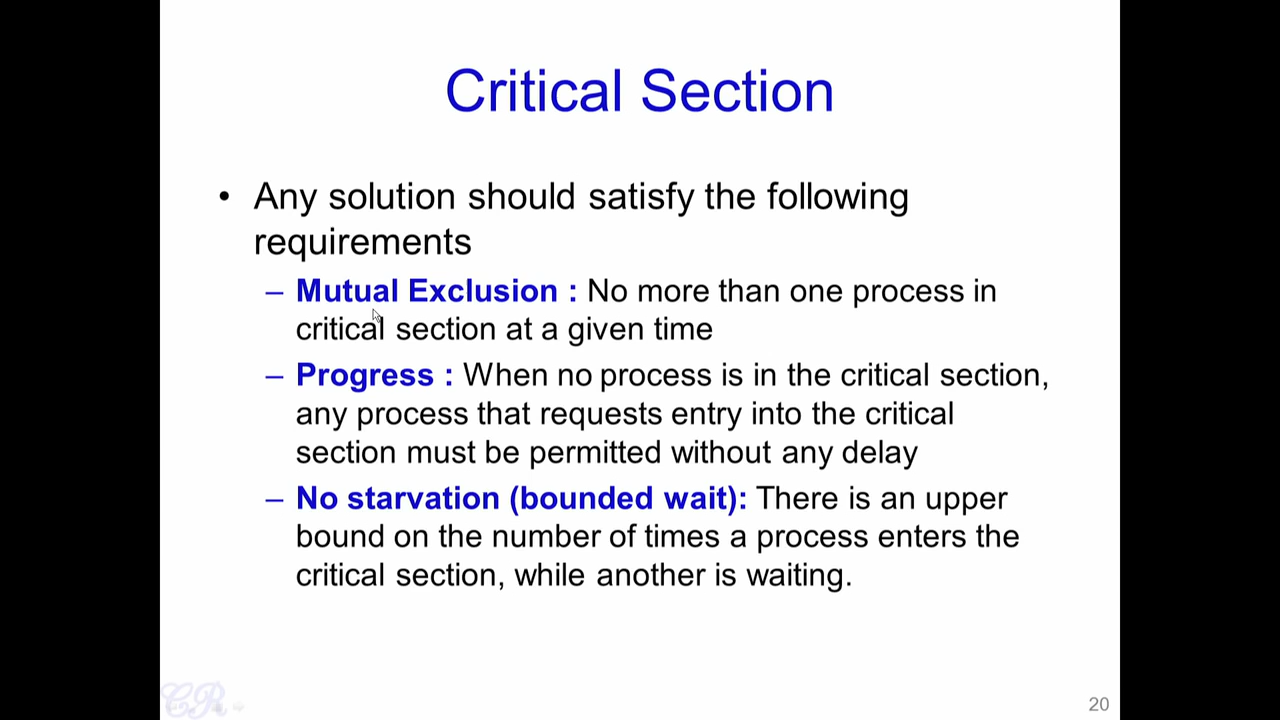 Critical Section
• Any solution should satisfy the following
requirements
– Mutual Exclusion : No more than one process in
critical section at a given time
– Progress : When no process is in the critical section,
any process that requests entry into the critical
section must be permitted without any delay
– No starvation (bounded wait): There is an upper
bound on the number of times a process enters the
critical section, while another is waiting.
CR
20